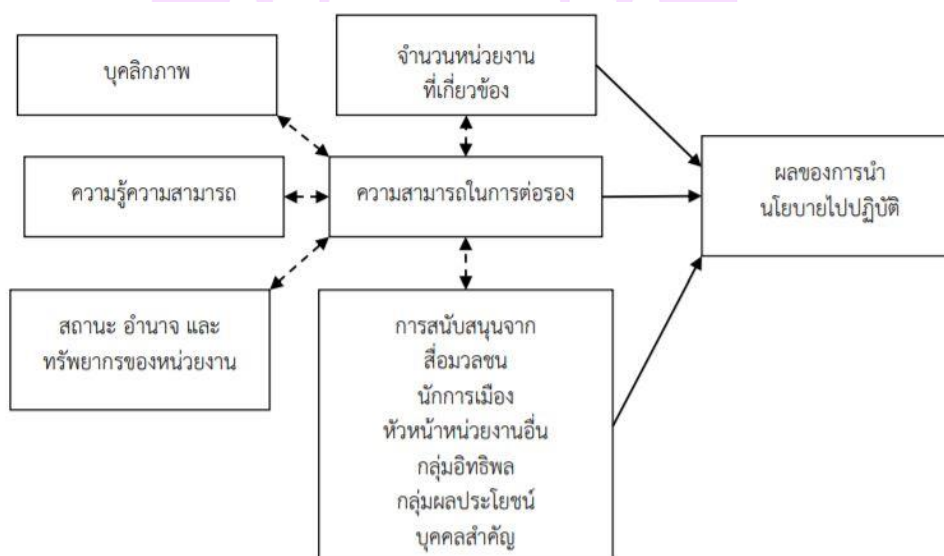 บุคลิกภาพ
จำนวนหน่วยงาน
ที่เกี่ยวข้อง
ความรู้ความสามารถ
ความสามารถในการต่อรอง
ผลของการนำ
นโยบายไปปฏิบัติ
สถานะ อำนาจ และ
ทรัพยากรของหน่วยงาน
การสนับสนุนจาก
สื่อมวลชน
นักการเมือง
หัวหน้าหน่วยงานอื่น
กลุ่มอิทธิพล
กลุ่มผลประโยชน์
บุคคลสำคัญ